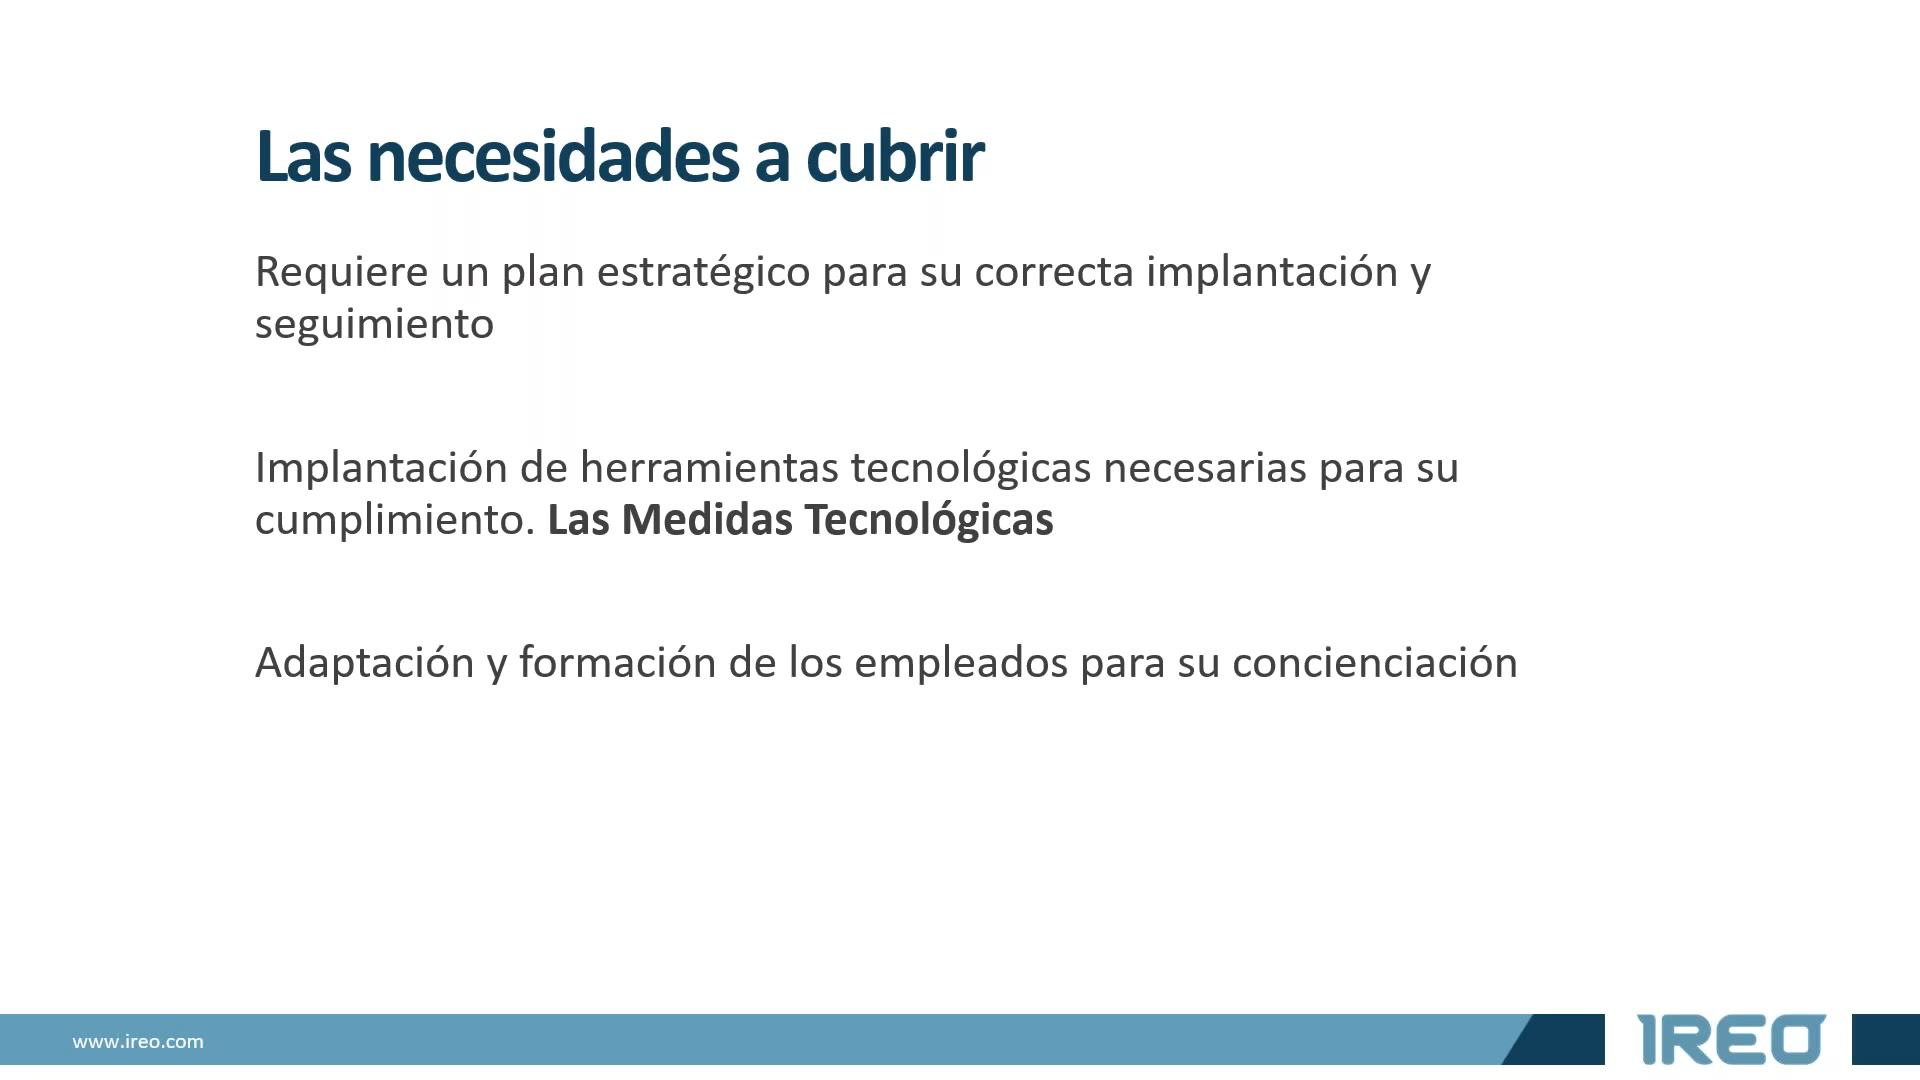 Las necesidades a cubrir
Requiere un plan estratégico para su correcta implantación y
seguimiento
Implantación de herramientas tecnológicas necesarias para su
cumplimiento. Las Medidas Tecnológicas
Adaptación y formación de los empleados para su concienciación
www.ireo.com
IREO